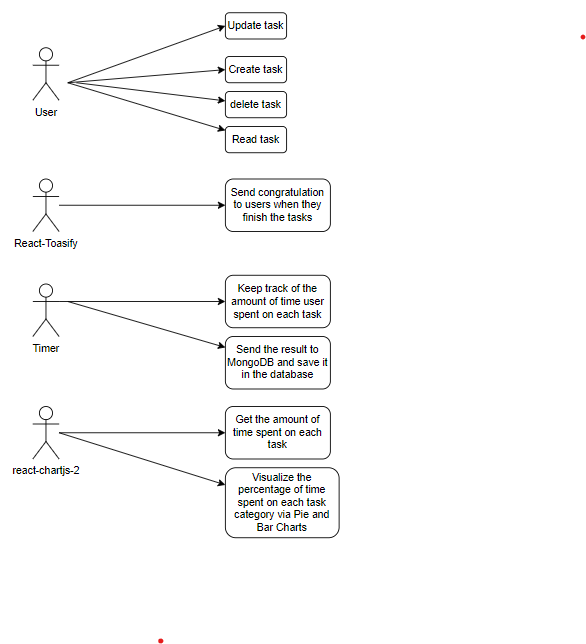 Update task
Create task
delete task
Read task
User
Send congratulation
to users when they
finish the tasks
React-Toasify
Keep track of the
amount of time user
spent on each task
Timer
Send the result to
MongoDB and save it
in the database
Get the amount of
time spent on each
task
react-chartjs-2
Visualize the
percentage of time
spent on each task
category via Pie and
Bar Charts